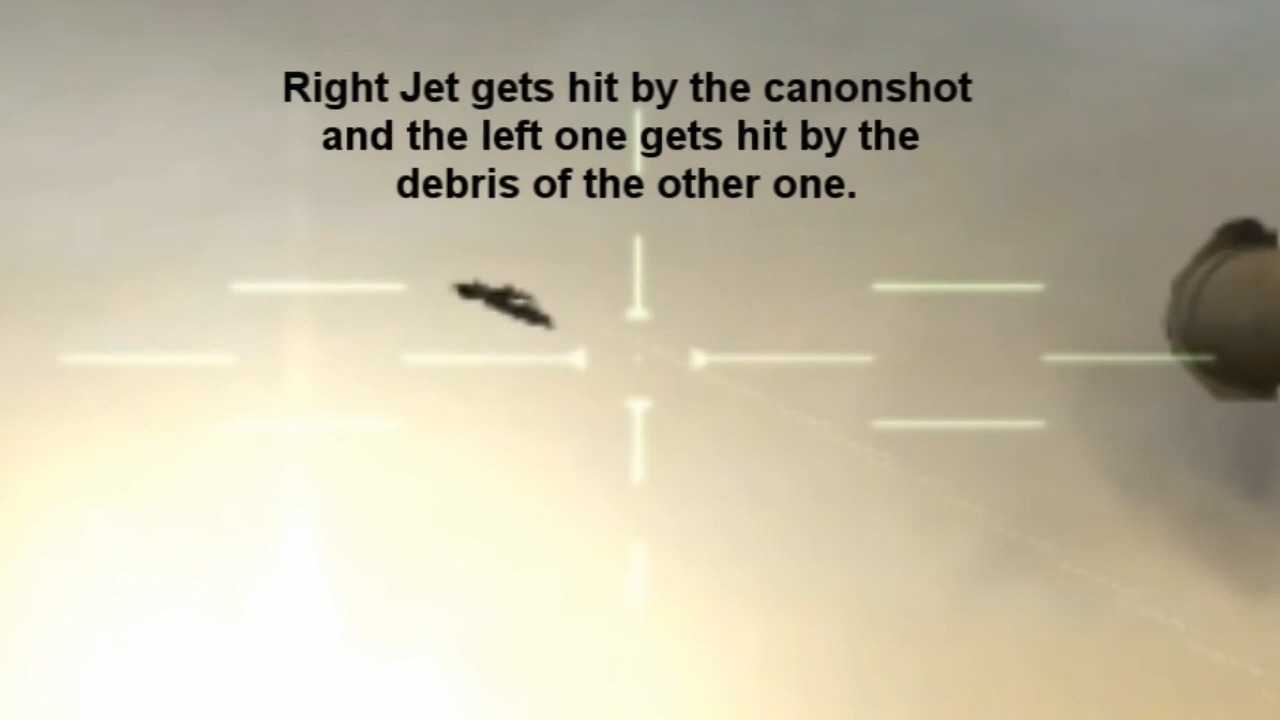 Right Jet gets hit by the canonshot
and the left one gets hit by the
debris of the other one.